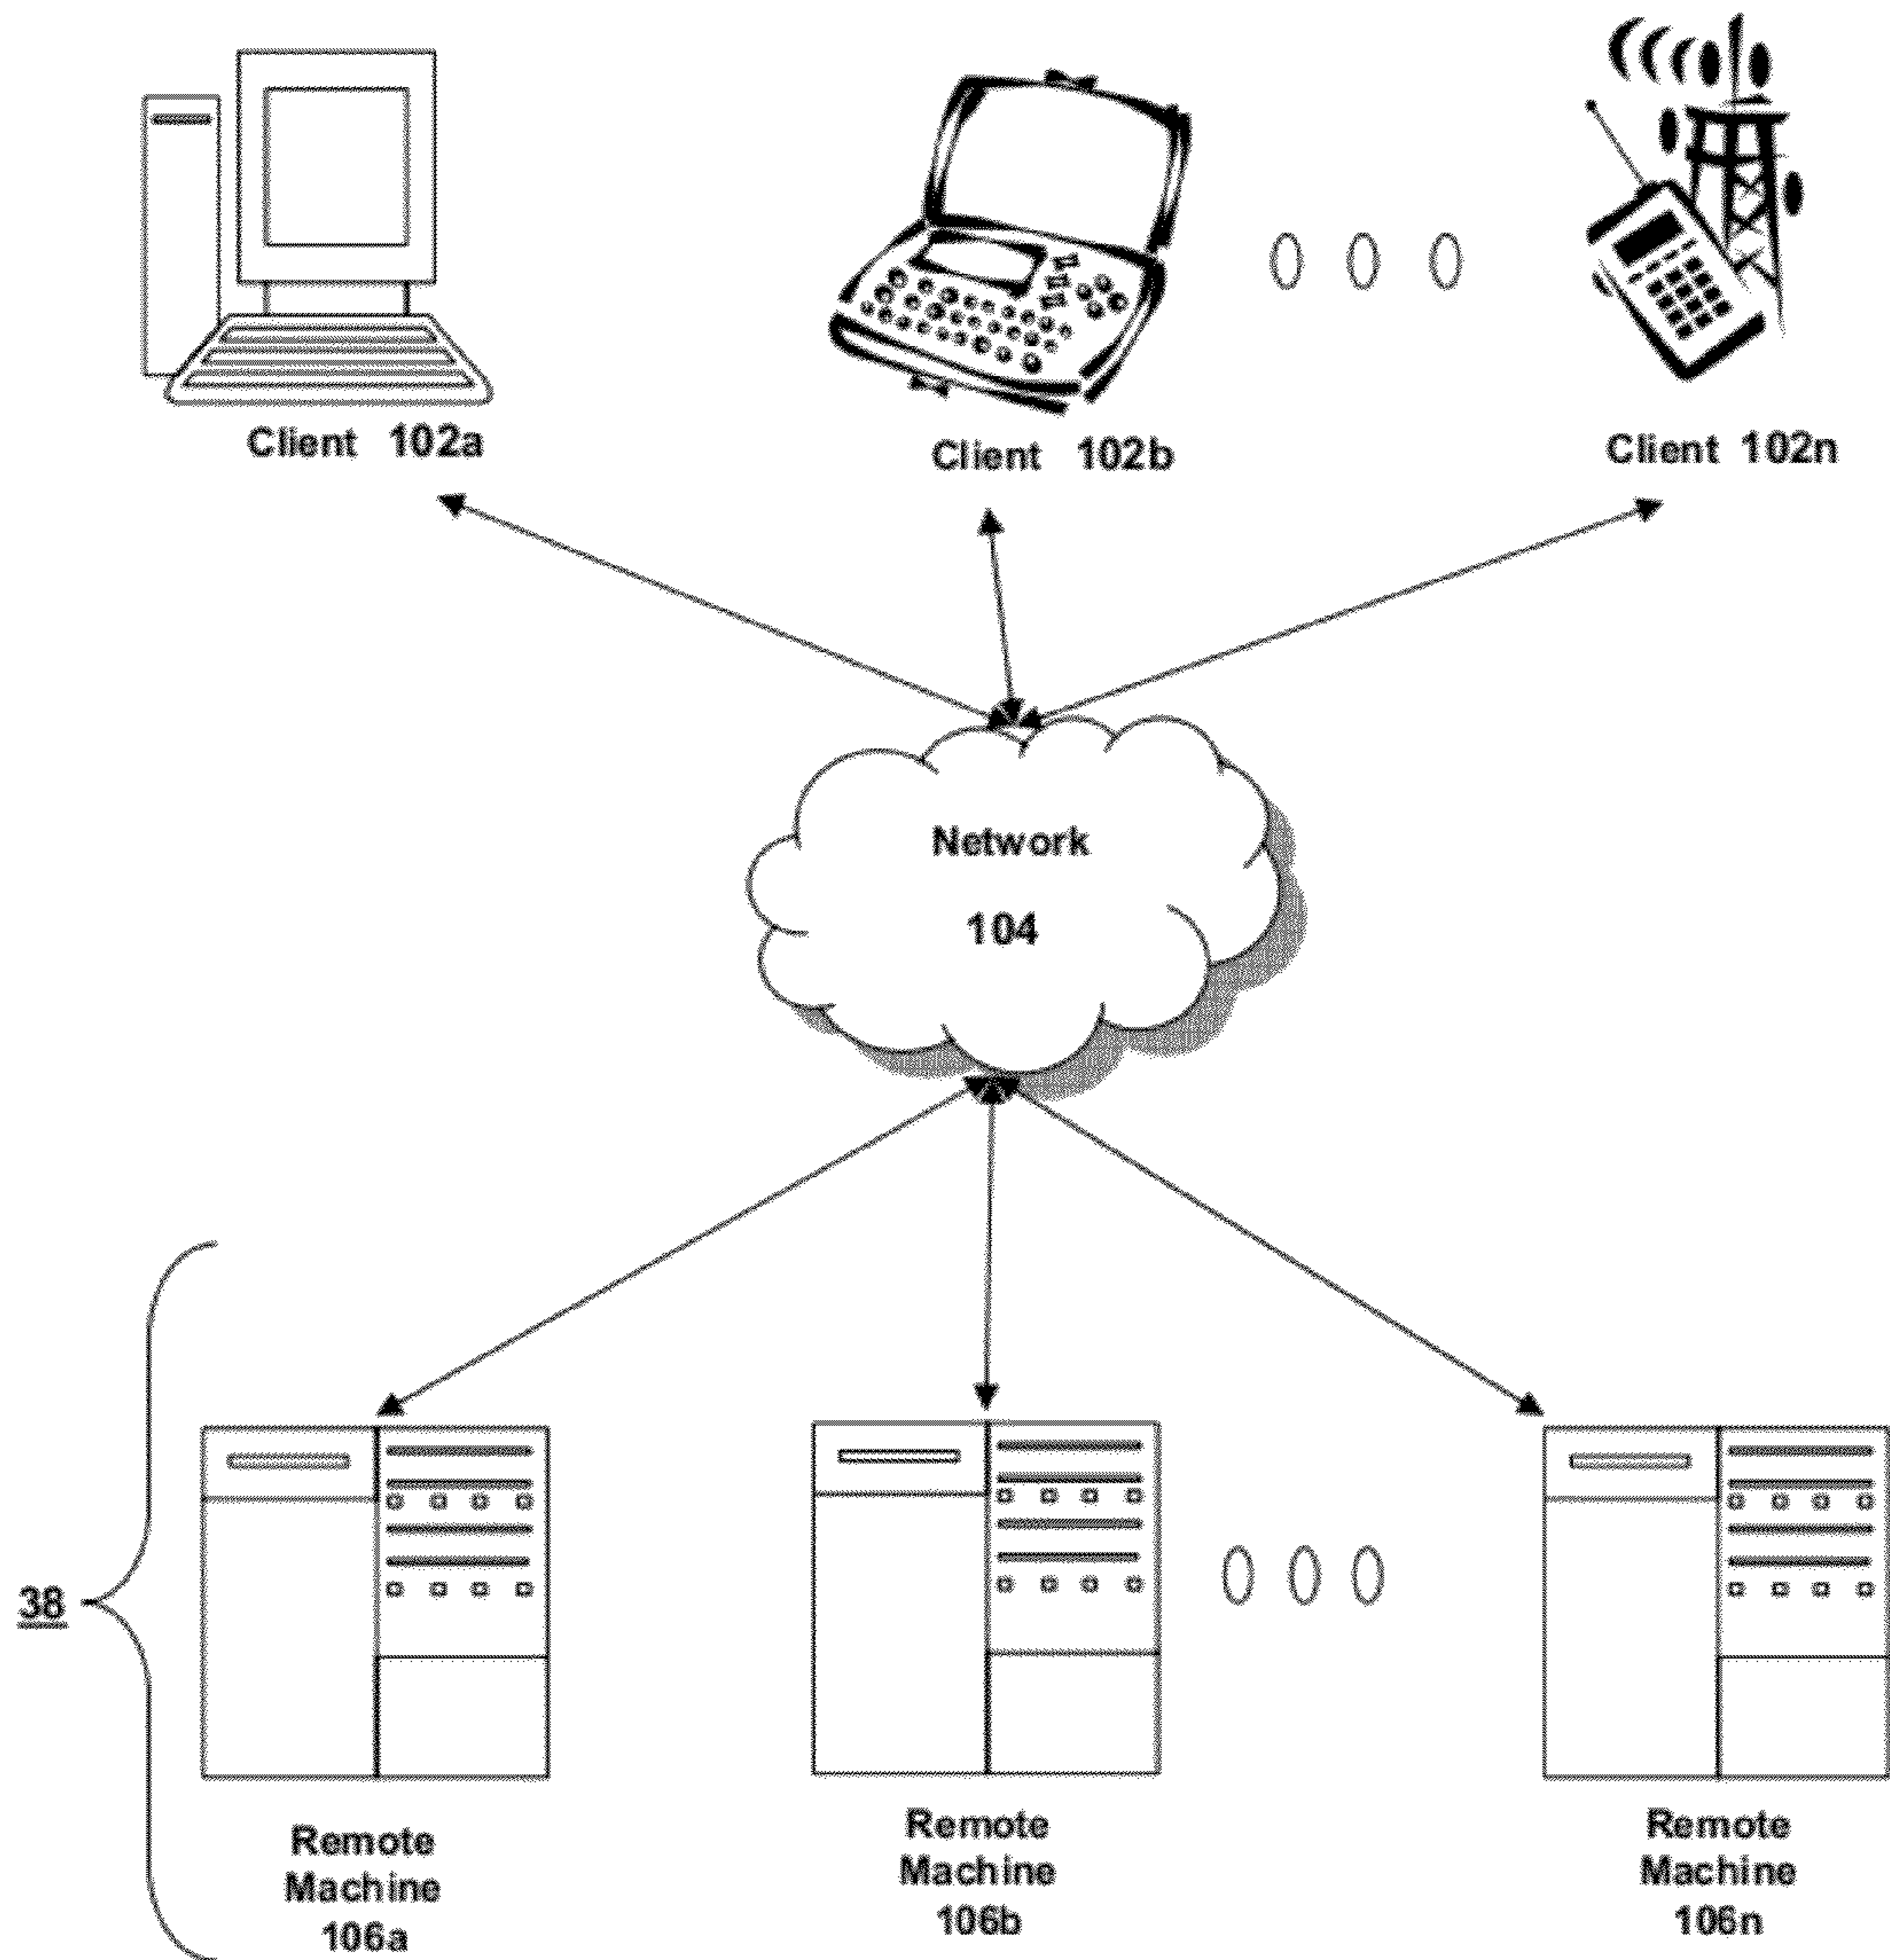 Client 102a
Client 102b
Client 102n
Network
104
38
Remote
Machine
106a
Remote
Machine
106b
Remote
Machine
106n